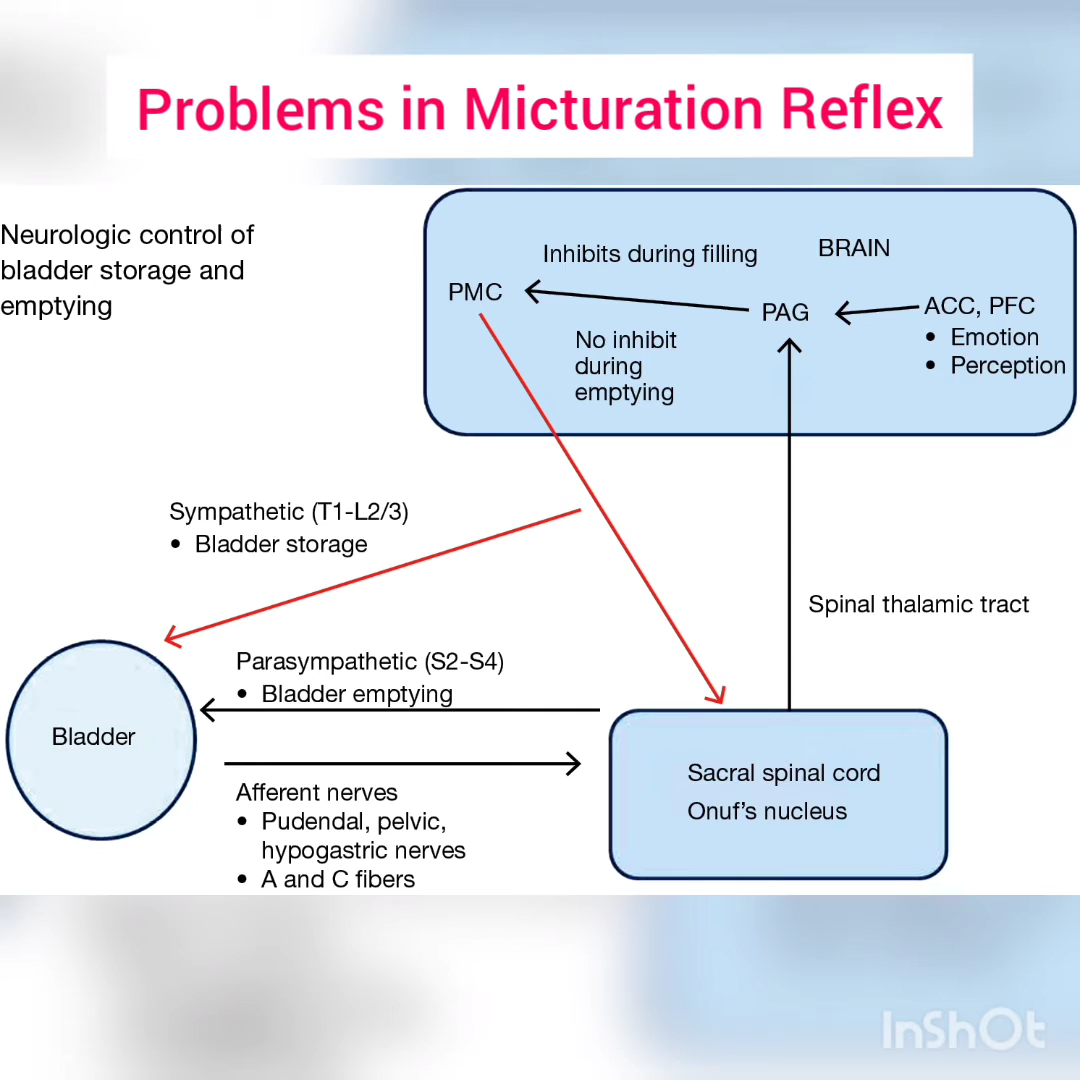 Problems in Micturation Reflex
Neurologic control of
bladder storage and
emptying
BRAIN
Inhibits during filling
PMC
PAG
ACC, PFC
• Emotion
• Perception
No inhibit
during
emptying
Sympathetic (T1-L2/3)
• Bladder storage
Spinal thalamic tract
Parasympathetic (S2-S4)
• Bladder emptying
Bladder
Afferent nerves
• Pudendal, pelvic,
hypogastric nerves
• A and C fibers
Sacral spinal cord
Onuf's nucleus
InShOt